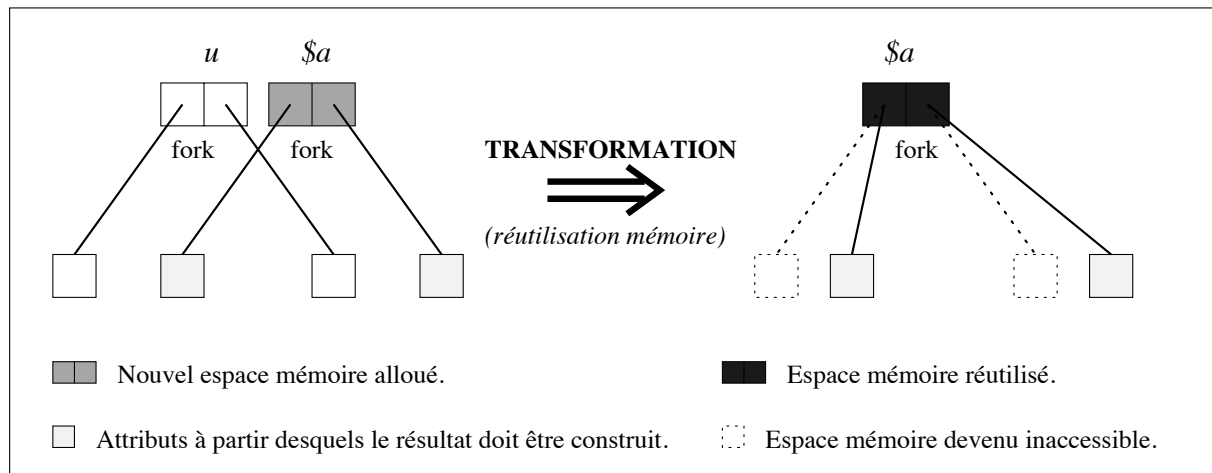 u $a $a
fork fork fork
TRANSFORMATION
(réutilisation mémoire)
Nouvel espace mémoire alloué. Espace mémoire réutilisé.
Attributs à partir desquels le résultat doit être construit. Espace mémoire devenu inaccessible.